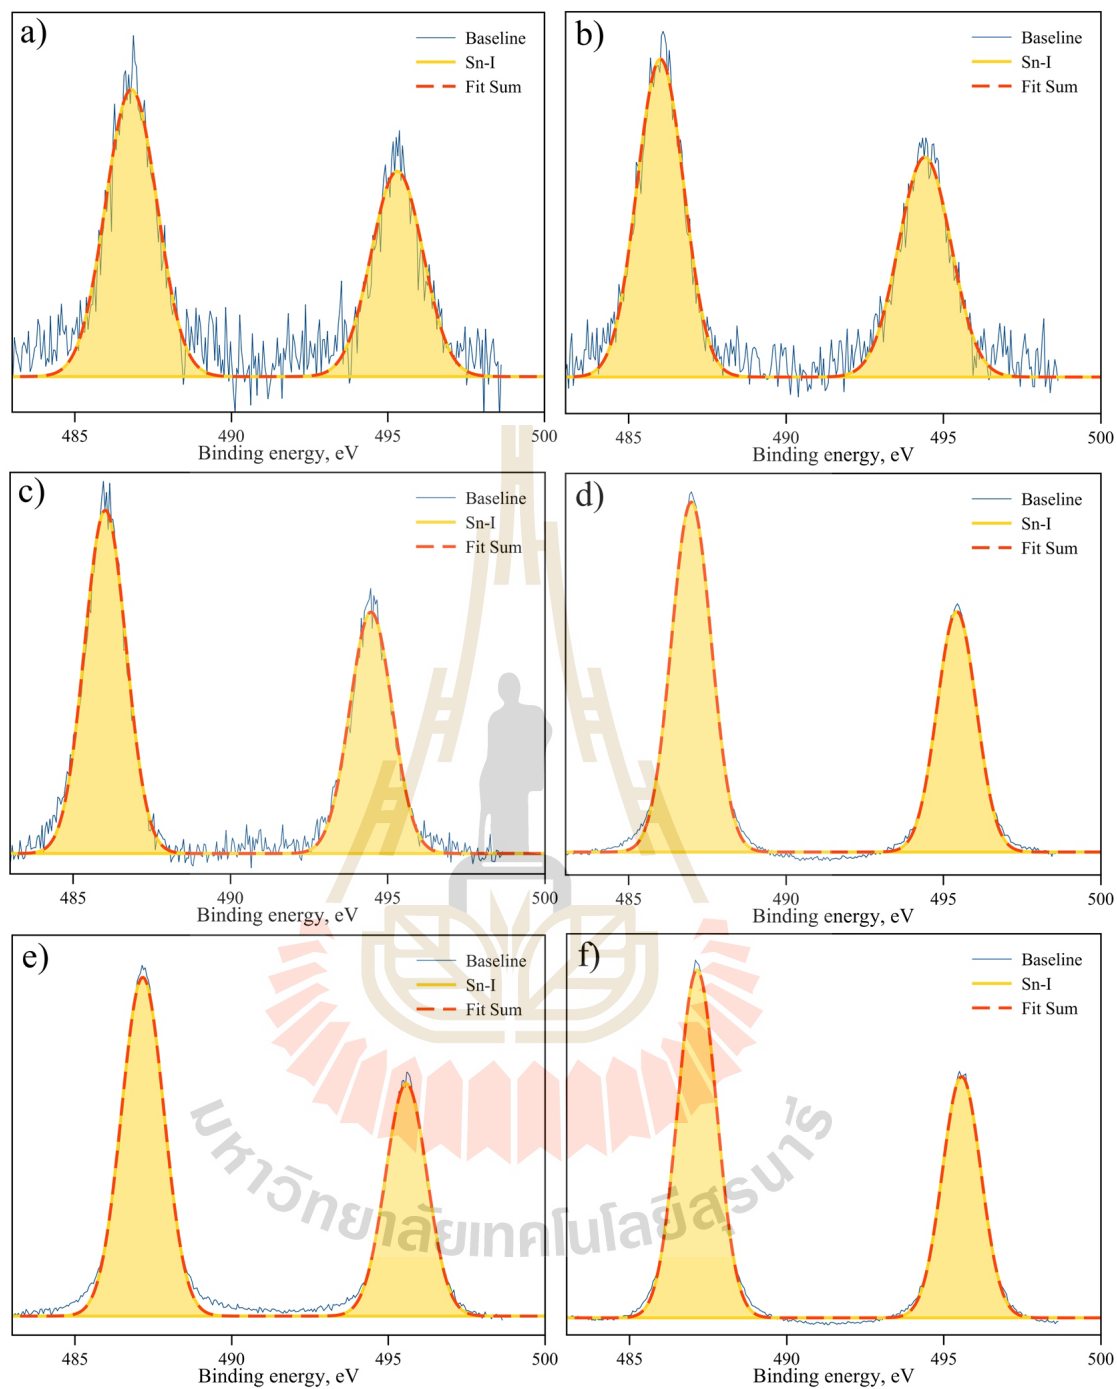 a)
Baseline
Sn-I
Fit Sum
485 490 495 500
Binding energy, eV
b)
Baseline
Sn-I
Fit Sum
485 490 495 500
Binding energy, eV
c)
Baseline
Sn-I
Fit Sum
485 490 495 500
Binding energy, eV
d)
Baseline
Sn-I
Fit Sum
485 490 495 500
Binding energy, eV
e)
Baseline
Sn-I
Fit Sum
485 490 495 500
Binding energy, eV
f)
Baseline
Sn-I
Fit Sum
485 490 495 500
Binding energy, eV
มหาวิทยาลัยเทคโนโลยีสุรนารี